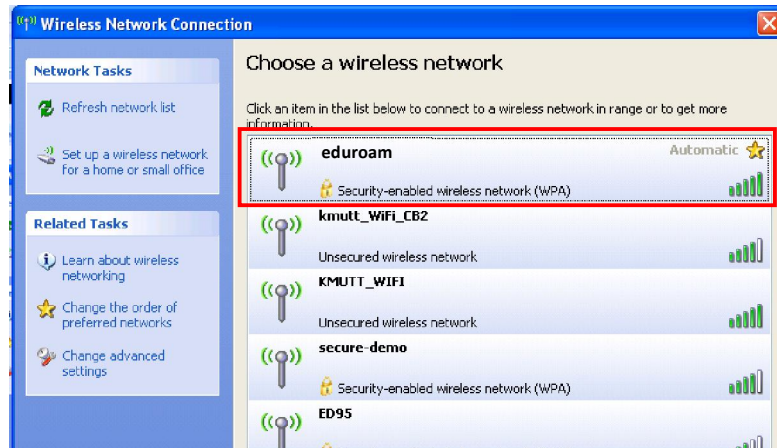 Wireless Network Connection
Network Tasks
Refresh network list
Set up a wireless network
for a home or small office
Related Tasks
Learn about wireless
networking
Change the order of
preferred networks
Change advanced
settings
Choose a wireless network
Click an item in the list below to connect to a wireless network in range or to get more
information.
eduroam
Automatic
Security-enabled wireless network (WPA)
kmutt_WiFi_CB2
Unsecured wireless network
KMUTT_WIFI
Unsecured wireless network
secure-demo
Security-enabled wireless network (WPA)
ED95